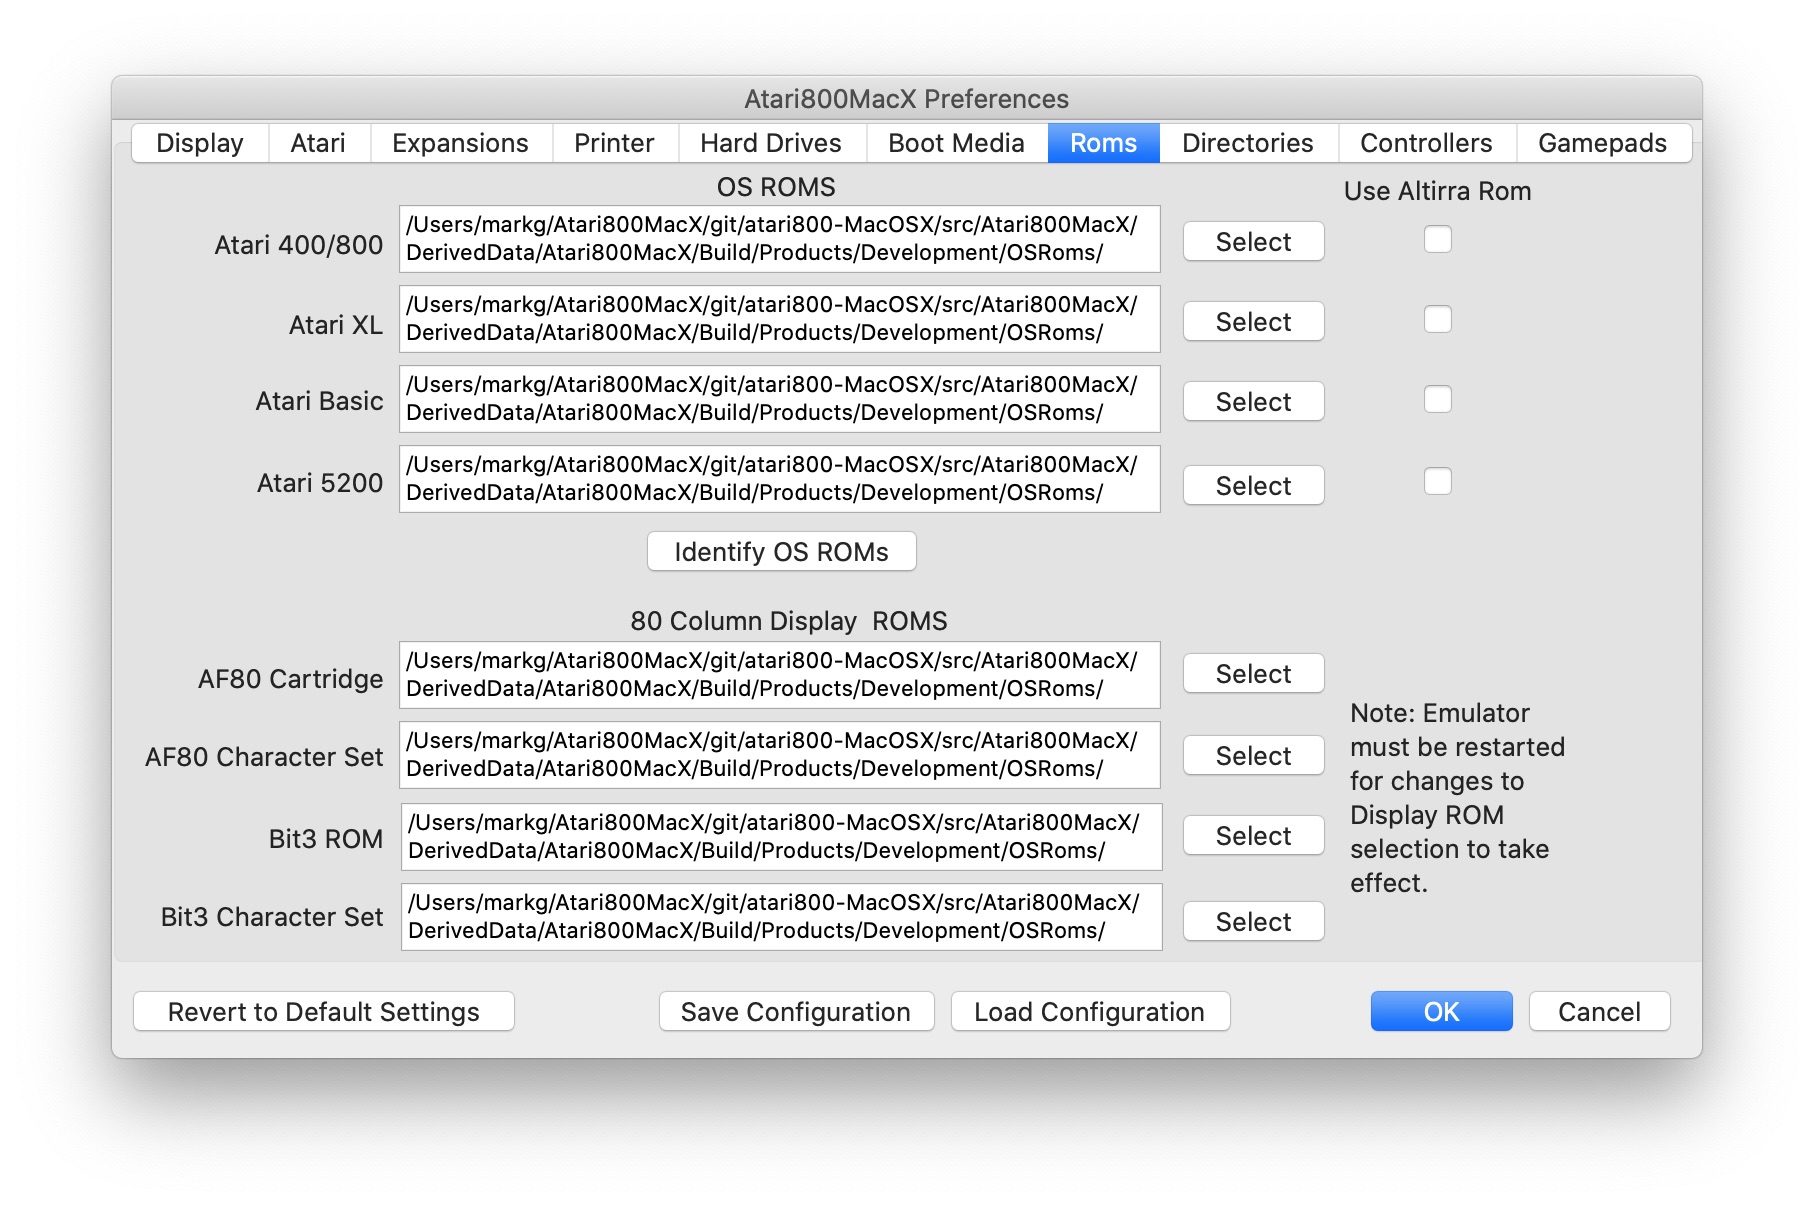 Atari800MacX Preferences
Display Atari Expansions Printer Hard Drives Boot Media Roms Directories Controllers Gamepads
OS ROMS
Use Altirra Rom
Atari 400/800
/Users/markg/Atari800MacX/git/atari800-MacOSX/src/Atari800MacX/
DerivedData/Atari800MacX/Build/Products/Development/OSRoms/
Select
Atari XL
/Users/markg/Atari800MacX/git/atari800-MacOSX/src/Atari800MacX/
DerivedData/Atari800MacX/Build/Products/Development/OSRoms/
Select
Atari Basic
/Users/markg/Atari800MacX/git/atari800-MacOSX/src/Atari800MacX/
DerivedData/Atari800MacX/Build/Products/Development/OSRoms/
Select
Atari 5200
/Users/markg/Atari800MacX/git/atari800-MacOSX/src/Atari800MacX/
DerivedData/Atari800MacX/Build/Products/Development/OSRoms/
Select
Identify OS ROMs
80 Column Display  ROMS
AF80 Cartridge
/Users/markg/Atari800MacX/git/atari800-MacOSX/src/Atari800MacX/
DerivedData/Atari800MacX/Build/Products/Development/OSRoms/
Select
AF80 Character Set
/Users/markg/Atari800MacX/git/atari800-MacOSX/src/Atari800MacX/
DerivedData/Atari800MacX/Build/Products/Development/OSRoms/
Select
Bit3 ROM
/Users/markg/Atari800MacX/git/atari800-MacOSX/src/Atari800MacX/
DerivedData/Atari800MacX/Build/Products/Development/OSRoms/
Select
Bit3 Character Set
/Users/markg/Atari800MacX/git/atari800-MacOSX/src/Atari800MacX/
DerivedData/Atari800MacX/Build/Products/Development/OSRoms/
Select
Note: Emulator
must be restarted
for changes to
Display ROM
selection to take
effect.
Revert to Default Settings Save Configuration Load Configuration OK Cancel